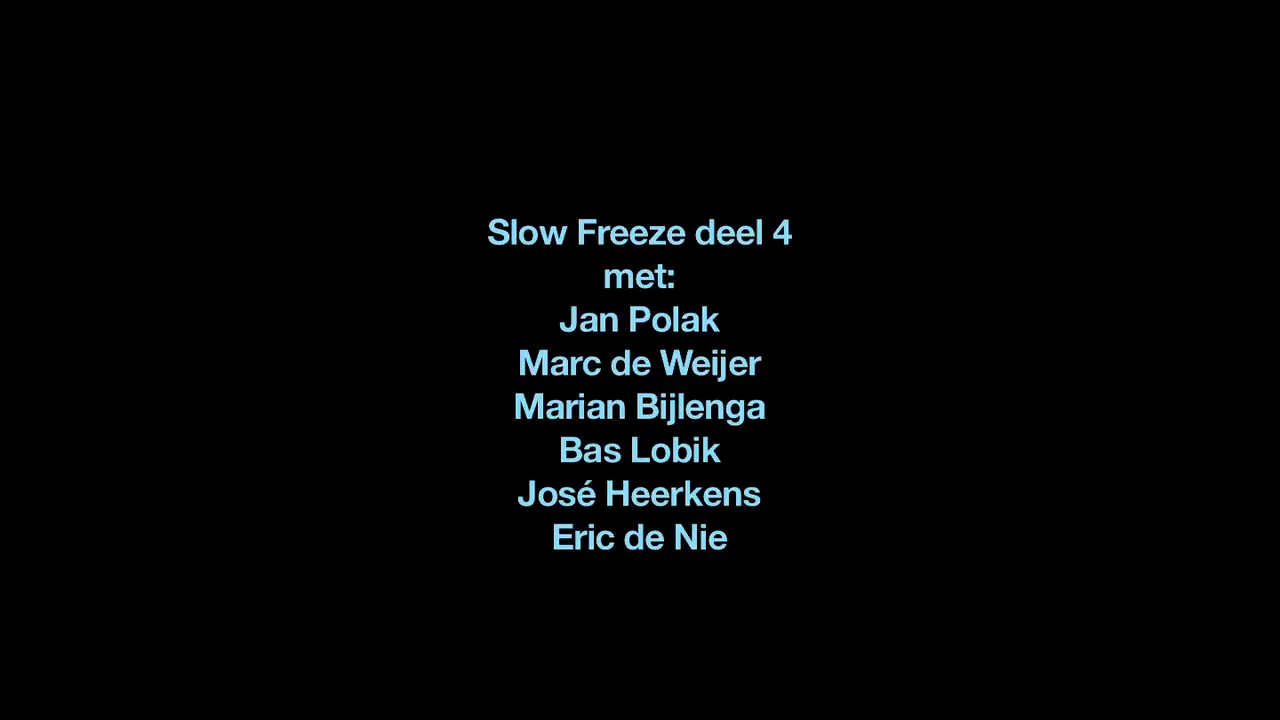 Slow Freeze deel 4
met:
Jan Polak
Marc de Weijer
Marian Bijlenga
Bas Lobik
José Heerkens
Eric de Nie